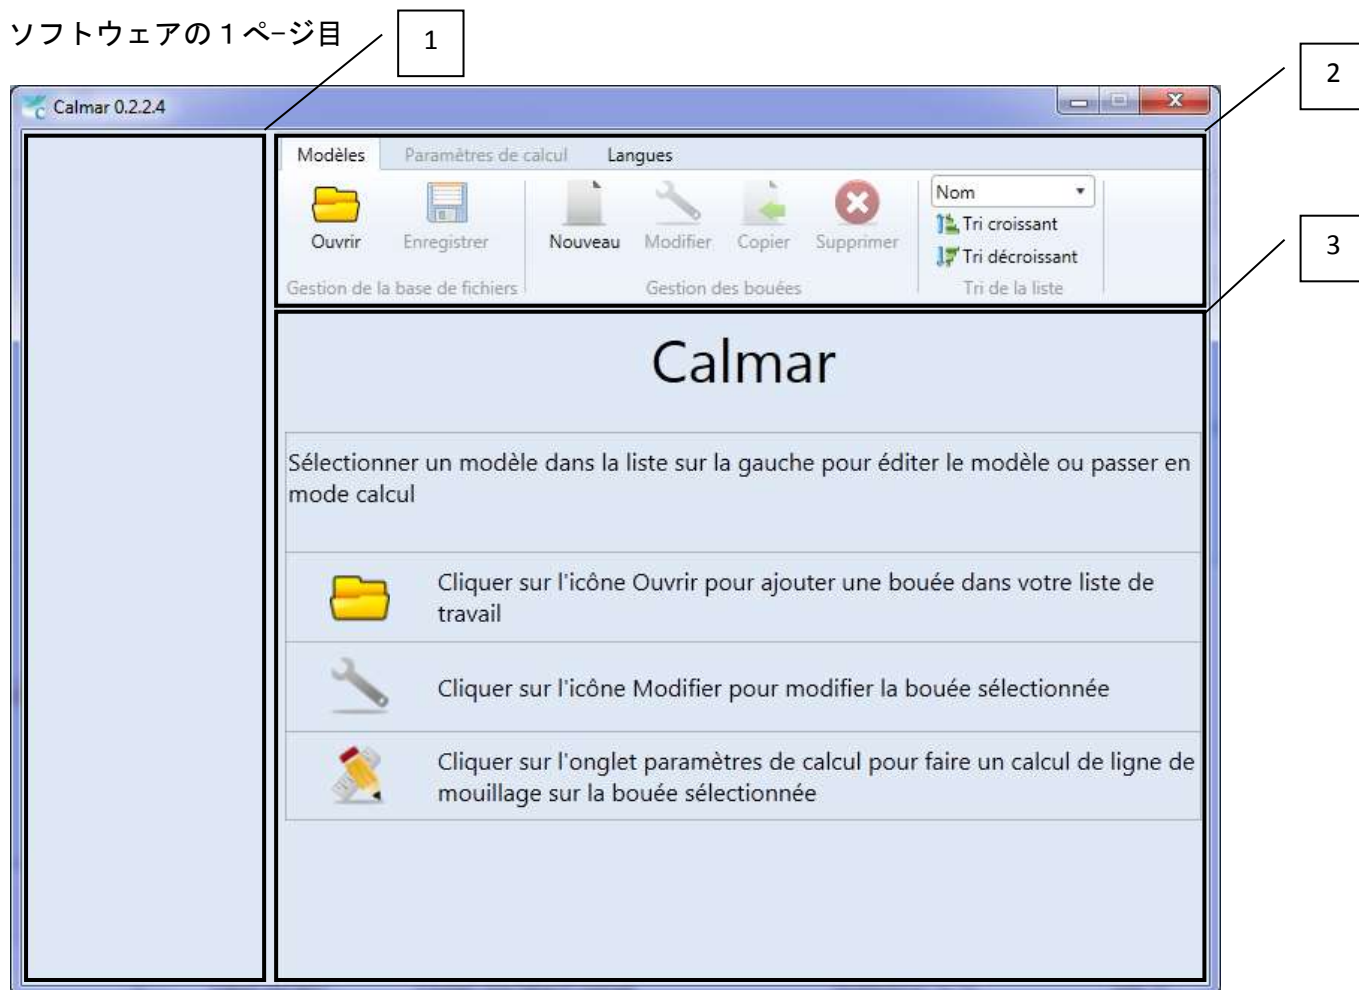 ソフトウェアの１ページ目
1
2
3
Calmar 0.2.2.4
Modèles Paramètres de calcul Langues
Ouvrir Enregistrer Nouveau Modifier Copier Supprimer
Nom
Tri croissant
Tri décroissant
Gestion de la base de fichiers Gestion des bouées Tri de la liste
Calmar
Sélectionner un modèle dans la liste sur la gauche pour éditer le modèle ou passer en
mode calcul
Cliquer sur l'icône Ouvrir pour ajouter une bouée dans votre liste de
travail
Cliquer sur l'icône Modifier pour modifier la bouée sélectionnée
Cliquer sur l'onglet paramètres de calcul pour faire un calcul de ligne de
mouillage sur la bouée sélectionnée